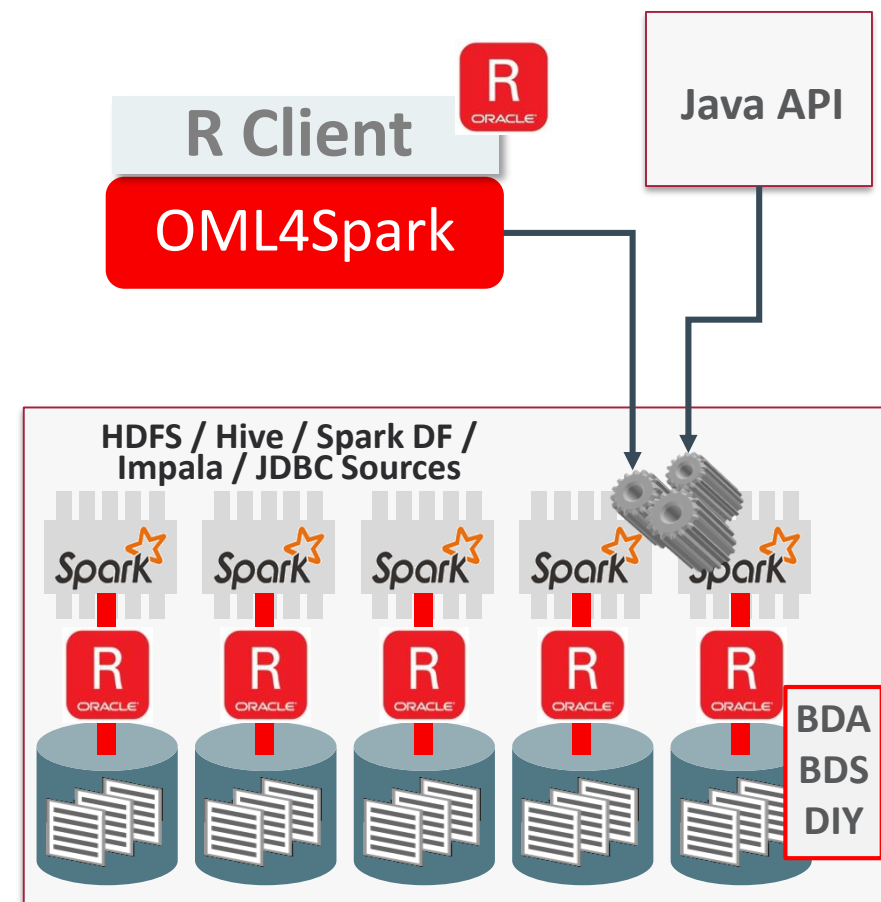 R
ORACLE
R Client
Java API
OML4Spark
HDFS / Hive / Spark DF /
Impala / JDBC Sources
Spark
Spark
Spark
Spark
Spark
R
ORACLE
R
ORACLE
R
ORACLE
R
ORACLE
R
ORACLE
BDA
BDS
DIY